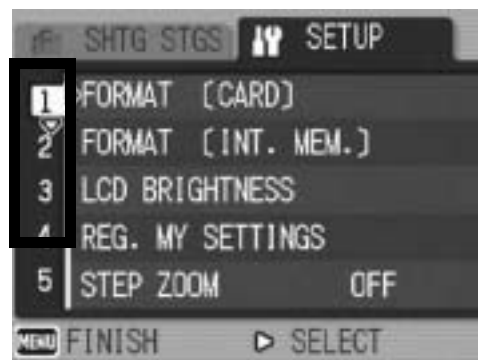 SHTG STGS SETUP
1 FORMAT [CARD]
2 FORMAT [INT. MEM.]
3 LCD BRIGHTNESS
4 REG. MY SETTINGS
5 STEP ZOOM OFF
MENU FINISH SELECT